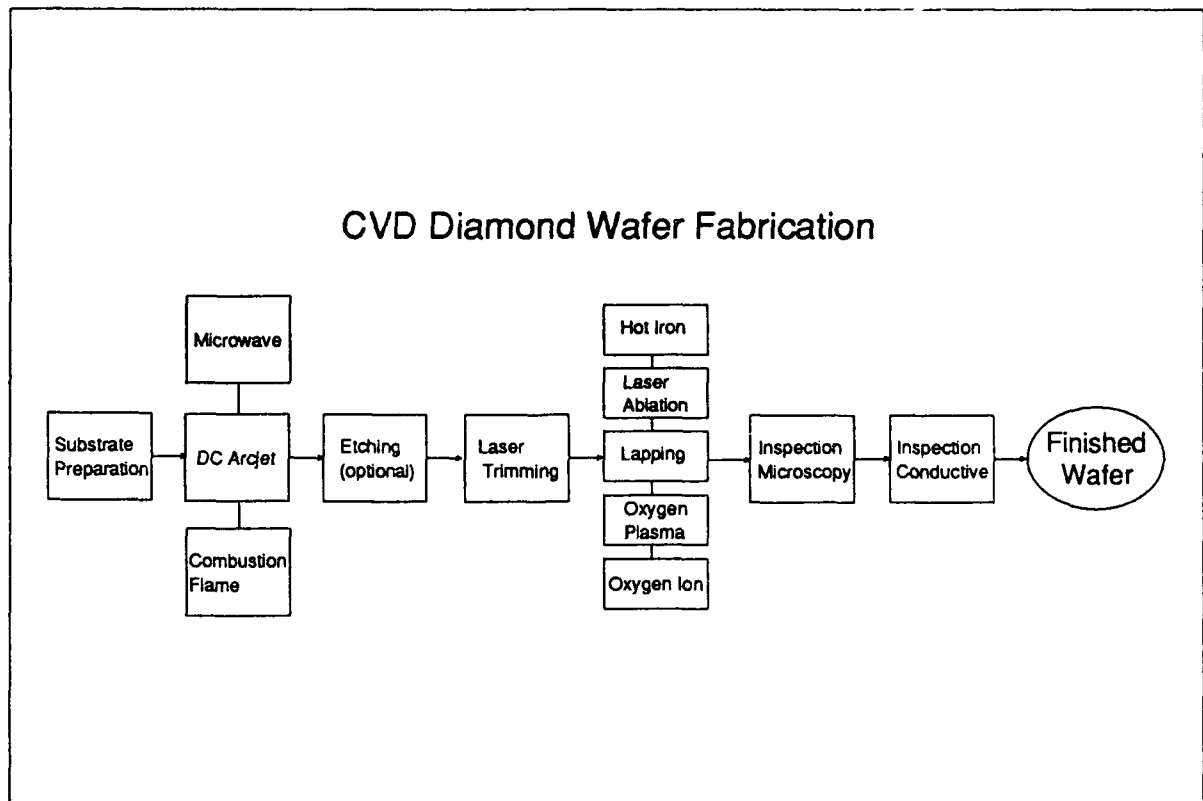 CVD Diamond Wafer Fabrication
Microwave
Substrate
Preparation
DC Arcjet
Combustion
Flame
Etching
(optional)
Laser
Trimming
Hot Iron
Laser
Ablation
Lapping
Oxygen
Plasma
Oxygen Ion
Inspection
Microscopy
Inspection
Conductive
Finished
Wafer